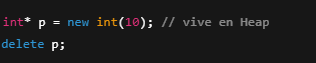 int* p = new int(10); // vive en Heap
delete p;